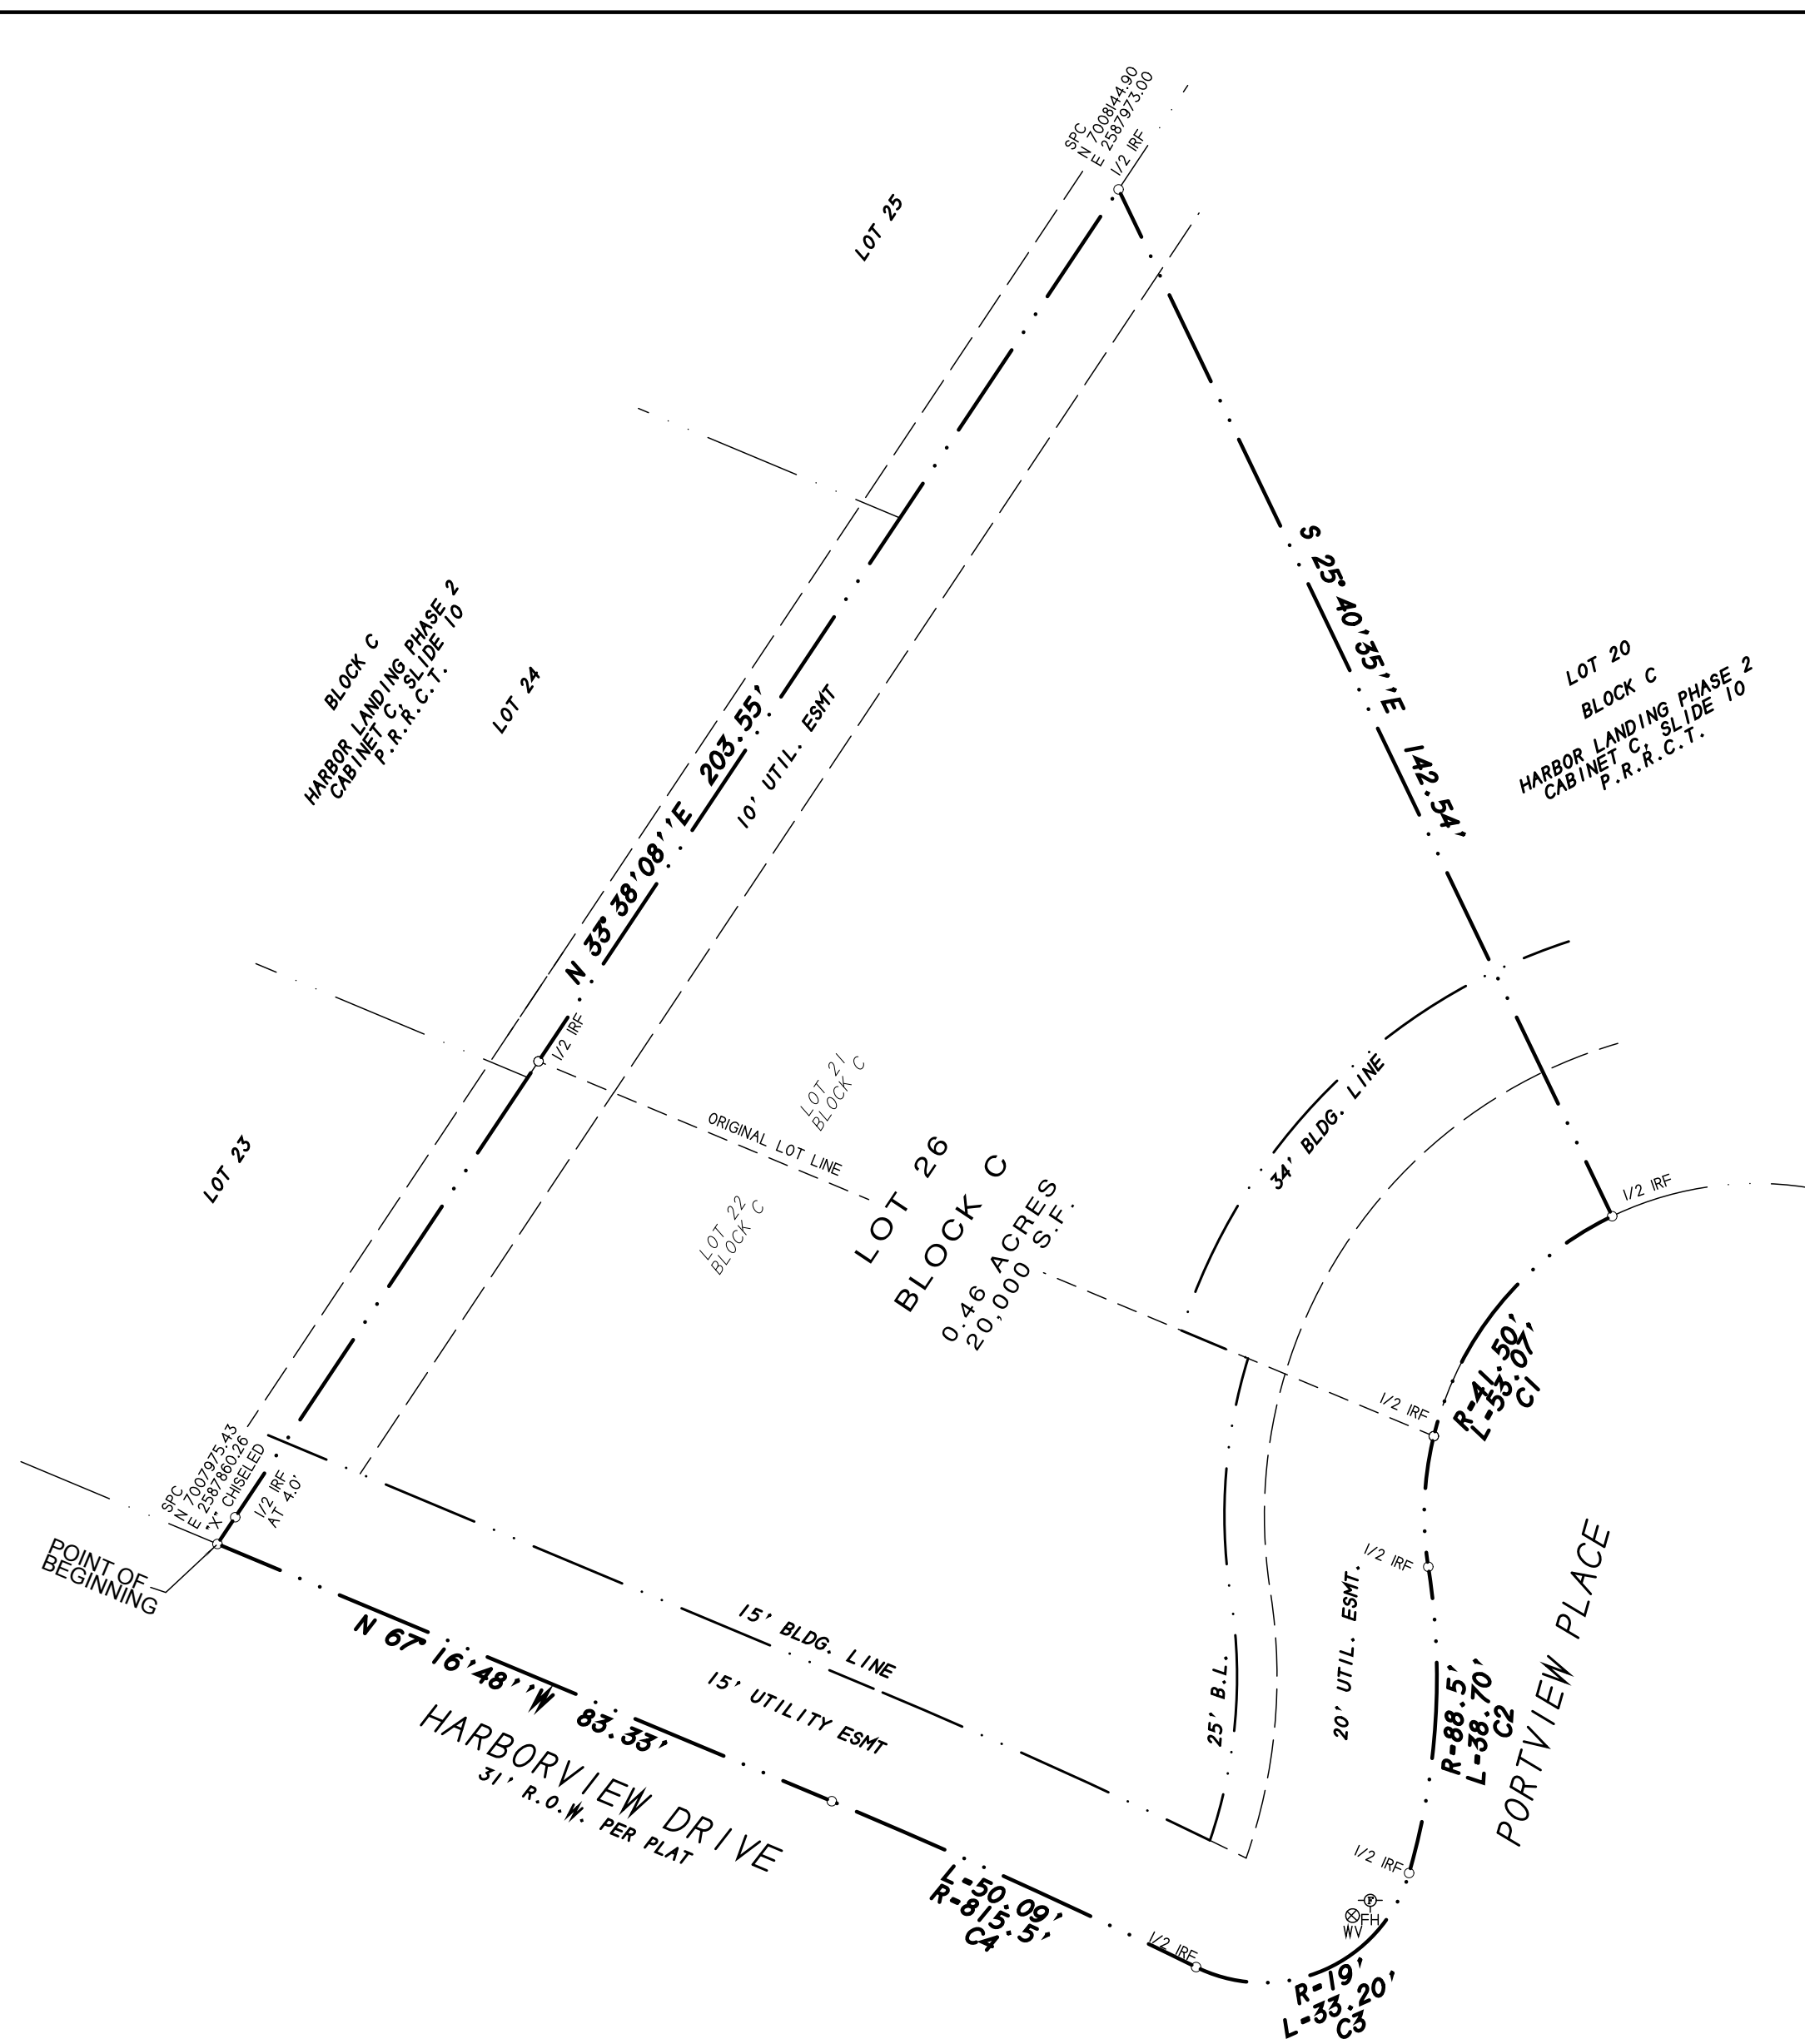 SPC
N 7008144.90
E 2587973.00
1/2 IRF
LOT 25
BLOCK C
HARBOR LANDING PHASE 2
CABINET C, SLIDE 10
P.R.R.C.T.
LOT 24
N 33°38'08''E 203.55'
10' UTIL. ESMT
S 25°40'35''E 142.54'
LOT 20
BLOCK C
HARBOR LANDING PHASE 2
CABINET C, SLIDE 10
P.R.R.C.T.
1/2 IRF
LOT 21
BLOCK C
ORIGINAL LOT LINE
LOT 22
BLOCK C
LOT 23
LOT 26
BLOCK C
0.46 ACRES
20,000 S.F.
34' BLDG. LINE
1/2 IRF
R-41.50'
L-53.07'
C1
1/2 IRF
SPC
N 7007975.43
E 2587860.26
"X" CHISELED
1/2 IRF
AT 4.0'
POINT OF
BEGINNING
N 67°16'48''W 83.33'
15' BLDG. LINE
15' UTILITY ESMT
HARBORVIEW DRIVE
31' R.O.W. PER PLAT
25' B.L.
20' UTIL. ESMT.
1/2 IRF
R-88.5'
L-38.70'
C2
PORTVIEW PLACE
1/2 IRF
F
FH
WV
L-50.09'
R-815.5'
C4
1/2 IRF
R-19'
L-33.20'
C3